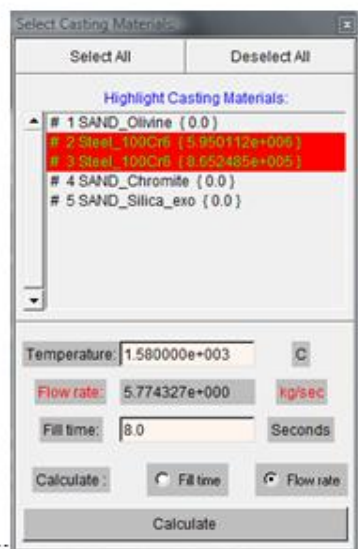 Select Casting Materials
Select All Deselect All
Highlight Casting Materials:
# 1 SAND_Olivine { 0.0 }
# 2 Steel_100Cr6 { 5.950112e+006 }
# 3 Steel_100Cr6 { 8.652485e+005 }
# 4 SAND_Chromite { 0.0 }
# 5 SAND_Silica_exo { 0.0 }
Temperature: 1.580000e+003 C
Flow rate: 5.774327e+000 kg/sec
Fill time: 8.0 Seconds
Calculate : Fill time Flow rate
Calculate